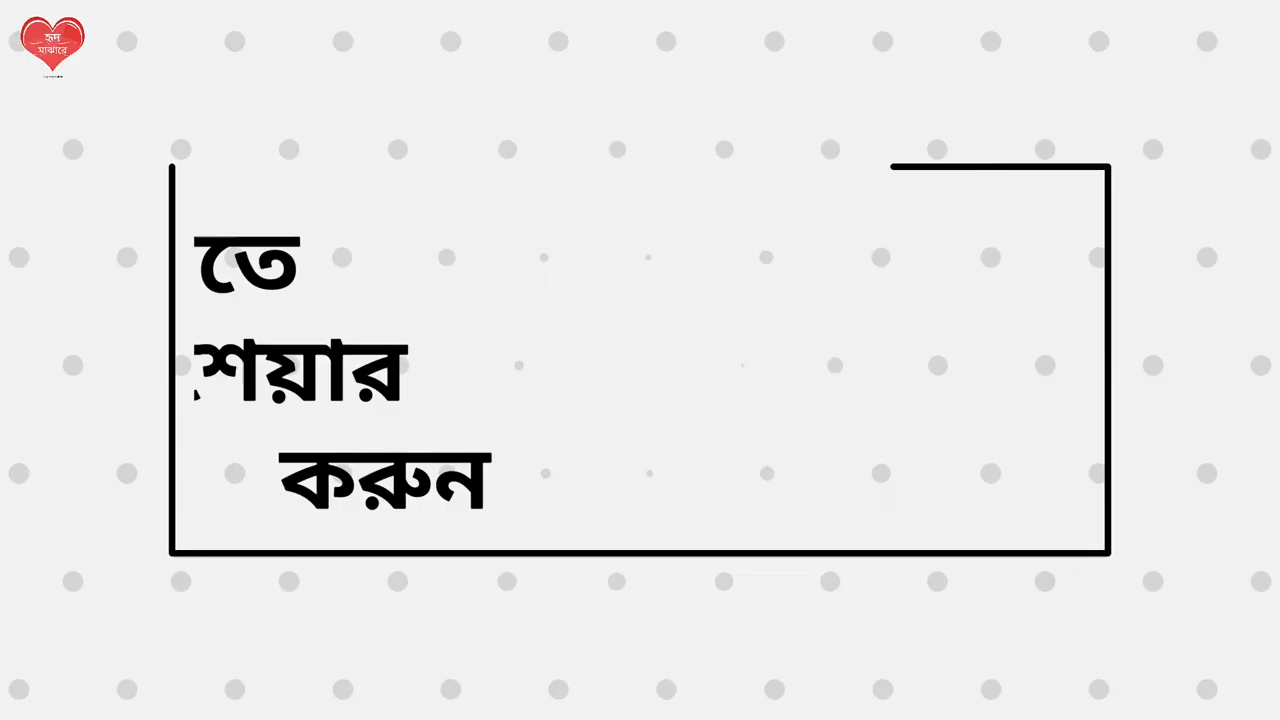 হৃদ
মাঝারে
তে
শেয়ার
করুন